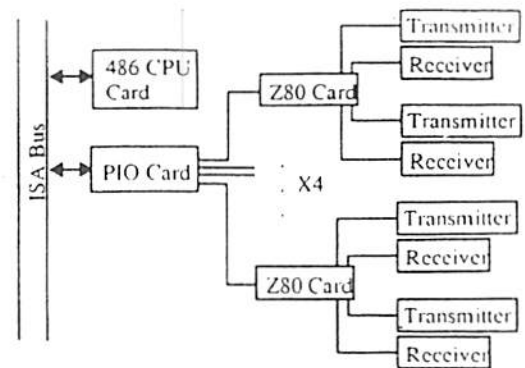 Transmitter
486 CPU
Card
Receiver
Z80 Card
Transmitter
ISA Bus
PIO Card
Receiver
X4
Transmitter
Receiver
Z80 Card
Transmitter
Receiver